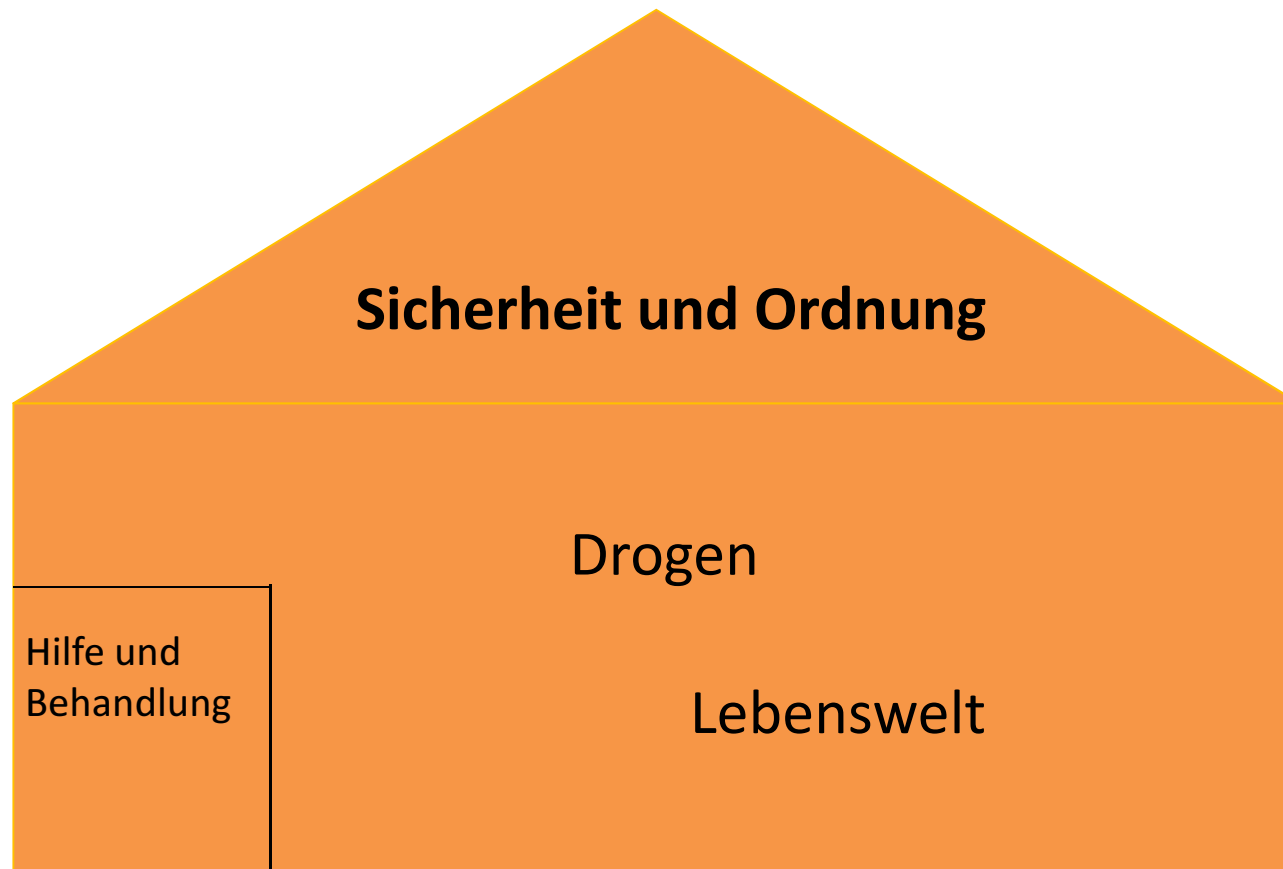 Sicherheit und Ordnung
Drogen
Hilfe und
Behandlung
Lebenswelt